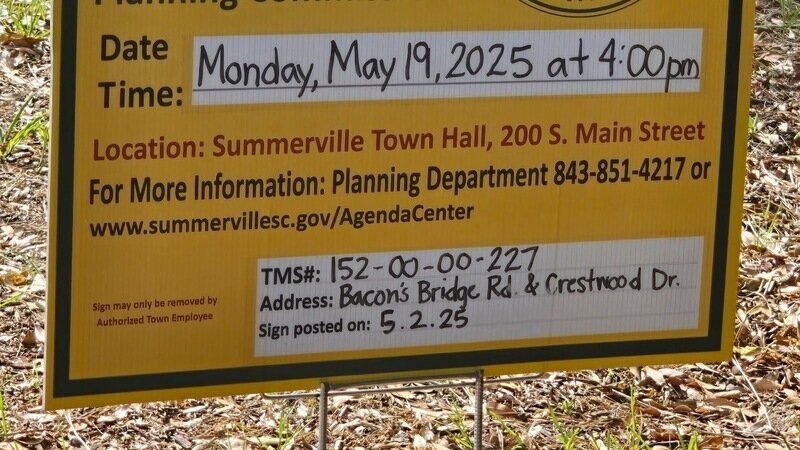 Planning Commission
Date
Time:
Monday, May 19, 2025 at 4:00pm
Location: Summerville Town Hall, 200 S. Main Street
For More Information: Planning Department 843-851-4217 or
www.summervillesc.gov/AgendaCenter
TMS#: 152-00-00-227
Address: Bacon's Bridge Rd. & Crestwood Dr.
Sign posted on: 5.2.25
Sign may only be removed by
Authorized Town Employee